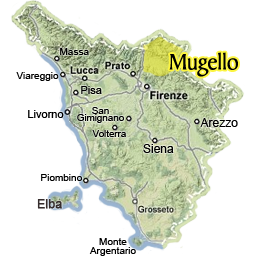 Massa
Mugello
Prato
Viareggio
Lucca
Pisa
Firenze
Livorno
San
Gimignano
Arezzo
Volterra
Siena
Piombino
Elba
Grosseto
Monte
Argentario